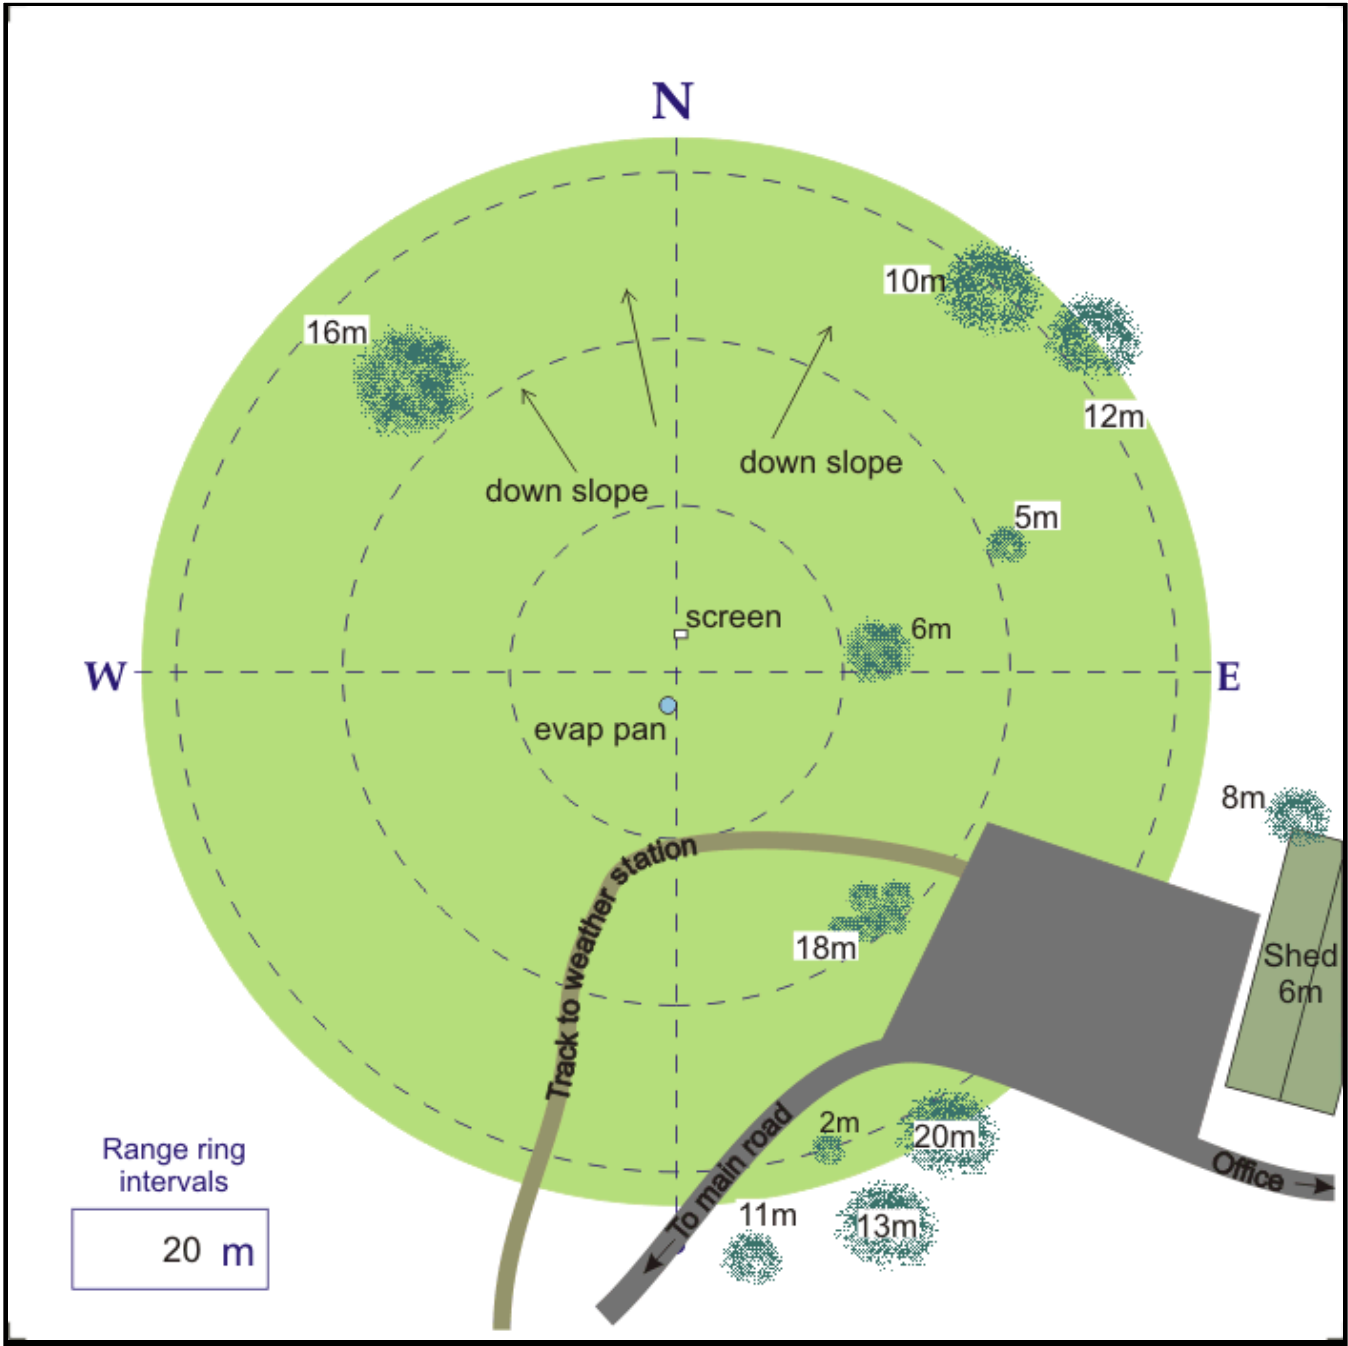 N
10m
16m
12m
down slope
down slope
5m
screen
6m
W
E
evap pan
8m
Track to weather station
18m
Shed
6m
2m
20m
To main road
Range ring
intervals
Office
11m
13m
20 m